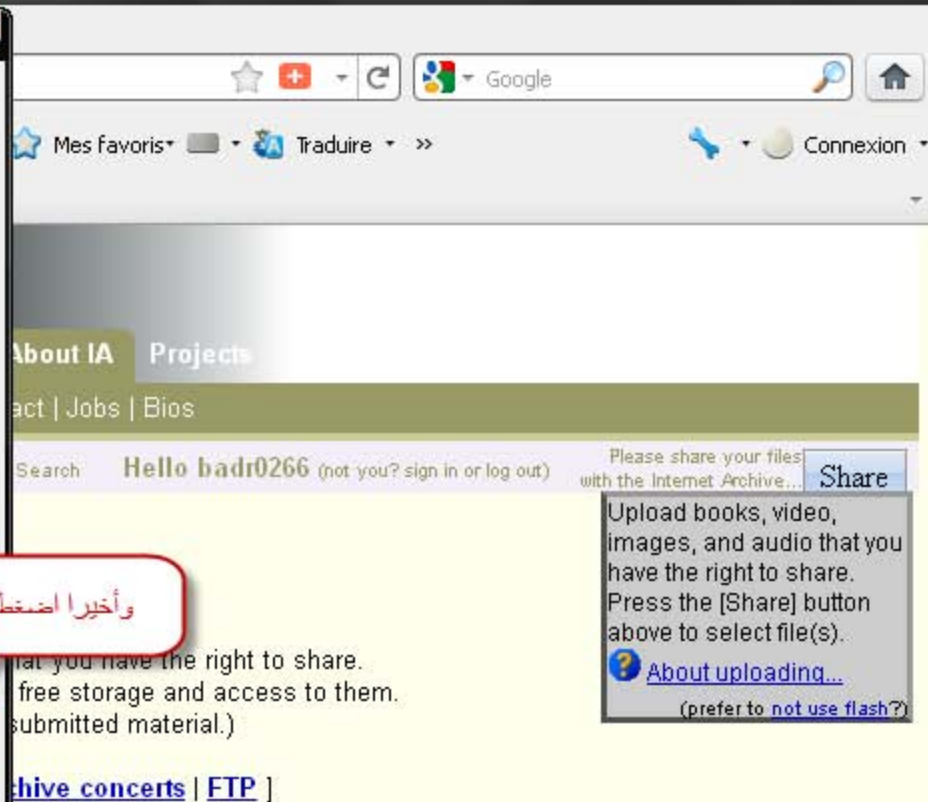 Google
Mes favoris
Traduire
»
Connexion
About IA Projects
act | Jobs | Bios
Search Hello badr0266 (not you? sign in or log out)
Please share your files
with the Internet Archive...
Share
Upload books, video,
images, and audio that you
have the right to share.
Press the [Share] button
above to select file(s).
About uploading...
(prefer to not use flash?)
وأخيرا اضغط
hat you have the right to share.
free storage and access to them.
submitted material.)
chive concerts | FTP ]